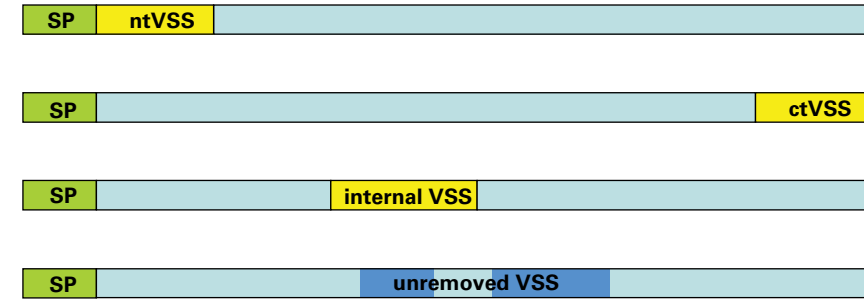 SP ntVSS
SP ctVSS
SP internal VSS
SP unremoved VSS